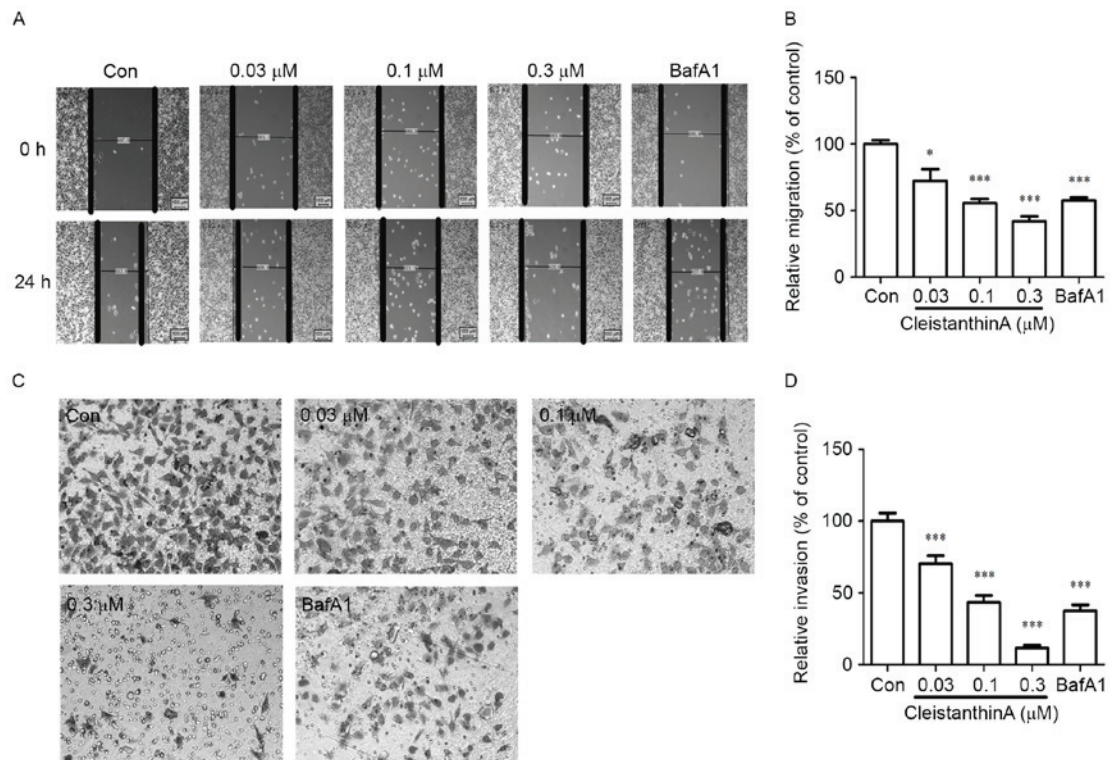 A
Con 0.03 μM 0.1 μM 0.3 μM BafA1
0 h
24 h
B
Relative migration (% of control)
150
100
50
0
*
***
***
***
Con 0.03 0.1 0.3 BafA1
CleistanthinA (μM)
C
Con
0.03 μM
0.1 μM
0.3 μM
BafA1
D
Relative invasion (% of control)
150
100
50
0
***
***
***
***
Con 0.03 0.1 0.3 BafA1
CleistanthinA (μM)